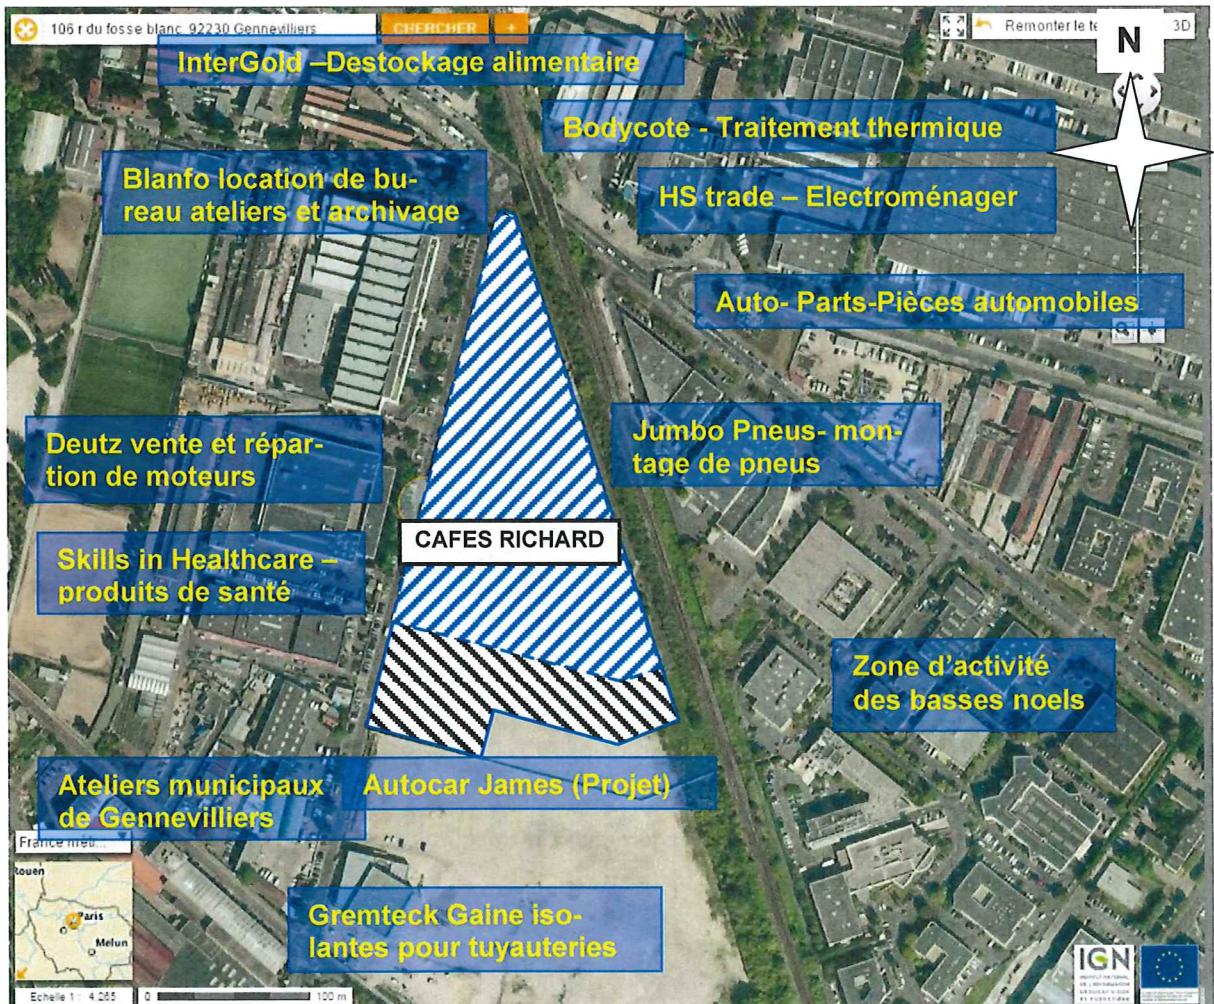 106 r du fosse blanc, 92230 Gennevilliers
CHERCHER
+
3D
N
InterGold –Destockage alimentaire
Bodycote - Traitement thermique
Blanfo location de bu-
reau ateliers et archivage
HS trade – Electroménager
Auto- Parts-Pièces automobiles
Deutz vente et répar-
tion de moteurs
Jumbo Pneus- mon-
tage de pneus
CAFES RICHARD
Skills in Healthcare –
produits de santé
Zone d'activité
des basses noels
Ateliers municipaux
de Gennevilliers
Autocar James (Projet)
France
Rouen
Paris
Melun
Gremteck Gaine iso-
lantes pour tuyauteries
IGN
Echelle 1 : 4 265
0
100 m